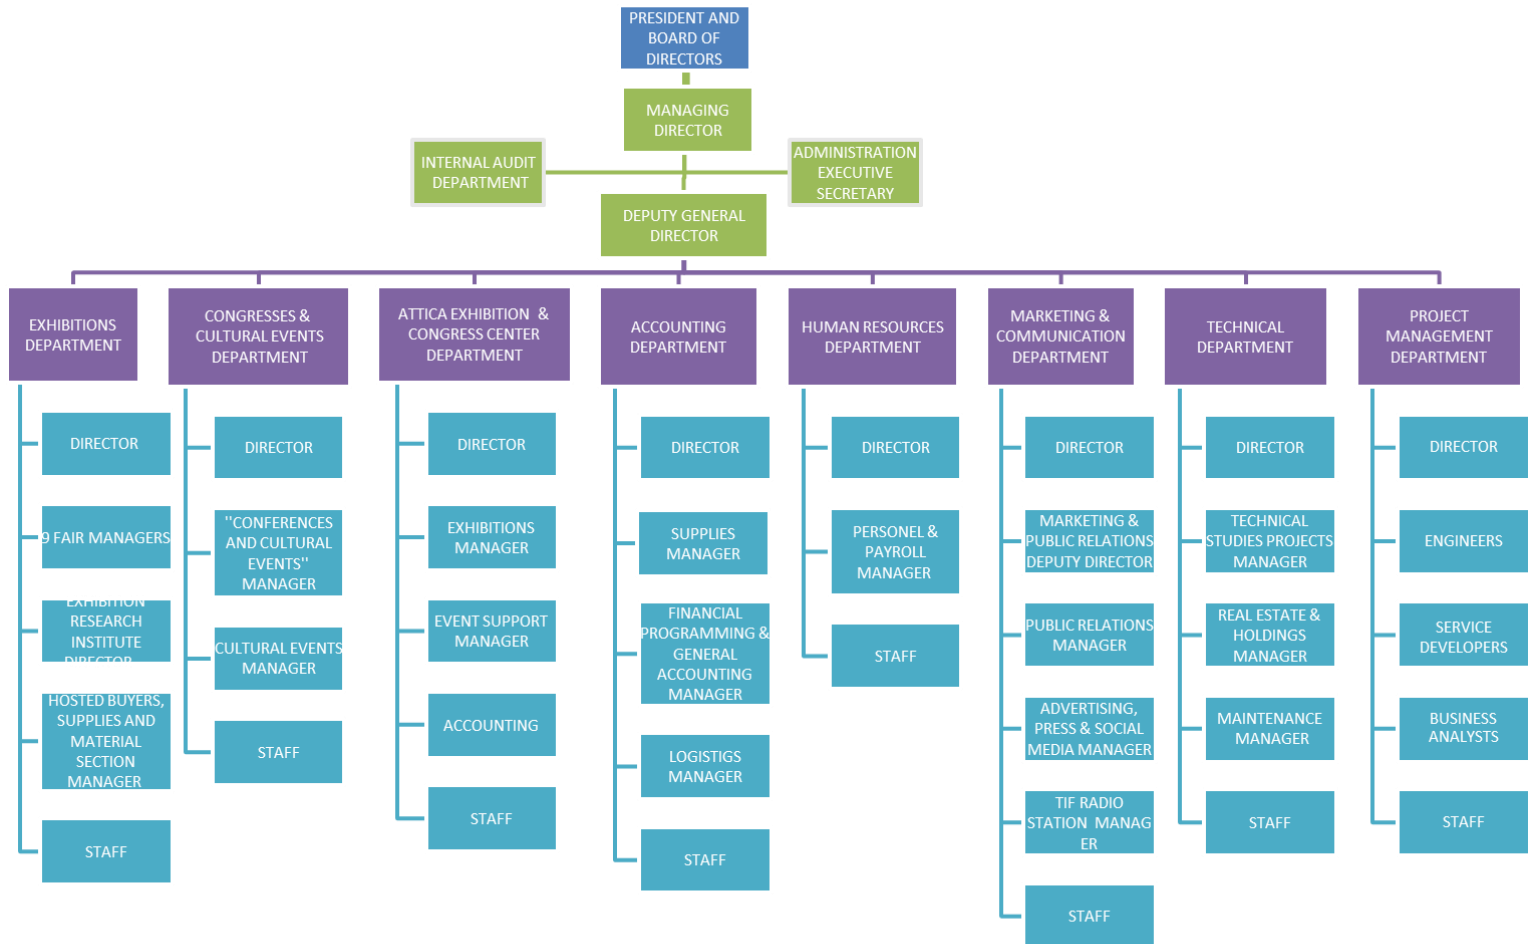 PRESIDENT AND
BOARD OF
DIRECTORS
MANAGING
DIRECTOR
INTERNAL AUDIT
DEPARTMENT
ADMINISTRATION
EXECUTIVE
SECRETARY
DEPUTY GENERAL
DIRECTOR
EXHIBITIONS
DEPARTMENT
DIRECTOR
9 FAIR MANAGERS
EXHIBITION
RESEARCH
INSTITUTE
DIRECTOR
HOSTED BUYERS,
SUPPLIES AND
MATERIAL
SECTION
MANAGER
STAFF
CONGRESSES &
CULTURAL EVENTS
DEPARTMENT
DIRECTOR
"CONFERENCES
AND CULTURAL
EVENTS"
MANAGER
CULTURAL EVENTS
MANAGER
STAFF
ATTICA EXHIBITION &
CONGRESS CENTER
DEPARTMENT
DIRECTOR
EXHIBITIONS
MANAGER
EVENT SUPPORT
MANAGER
ACCOUNTING
STAFF
ACCOUNTING
DEPARTMENT
DIRECTOR
SUPPLIES
MANAGER
FINANCIAL
PROGRAMMING &
GENERAL
ACCOUNTING
MANAGER
LOGISTIGS
MANAGER
STAFF
HUMAN RESOURCES
DEPARTMENT
DIRECTOR
PERSONEL &
PAYROLL
MANAGER
STAFF
MARKETING &
COMMUNICATION
DEPARTMENT
DIRECTOR
MARKETING &
PUBLIC RELATIONS
DEPUTY DIRECTOR
PUBLIC RELATIONS
MANAGER
ADVERTISING,
PRESS & SOCIAL
MEDIA MANAGER
TIF RADIO
STATION MANAG
ER
STAFF
TECHNICAL
DEPARTMENT
DIRECTOR
TECHNICAL
STUDIES PROJECTS
MANAGER
REAL ESTATE &
HOLDINGS
MANAGER
MAINTENANCE
MANAGER
STAFF
PROJECT
MANAGEMENT
DEPARTMENT
DIRECTOR
ENGINEERS
SERVICE
DEVELOPERS
BUSINESS
ANALYSTS
STAFF